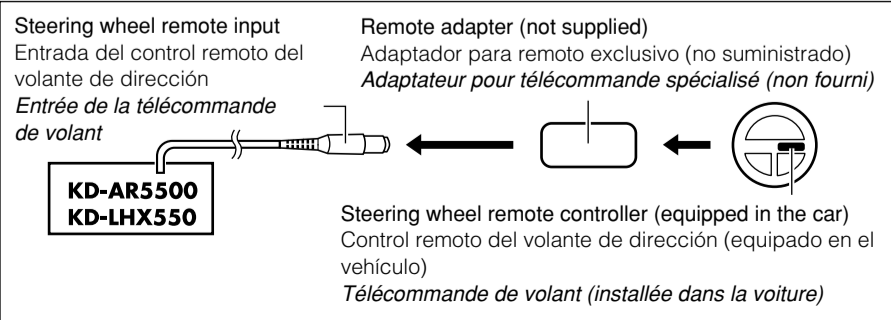 Steering wheel remote input
Entrada del control remoto del
volante de dirección
Entrée de la télécommande
de volant
Remote adapter (not supplied)
Adaptador para remoto exclusivo (no suministrado)
Adaptateur pour télécommande spécialisé (non fourni)
KD-AR5500
KD-LHX550
Steering wheel remote controller (equipped in the car)
Control remoto del volante de dirección (equipado en el
vehículo)
Télécommande de volant (installée dans la voiture)